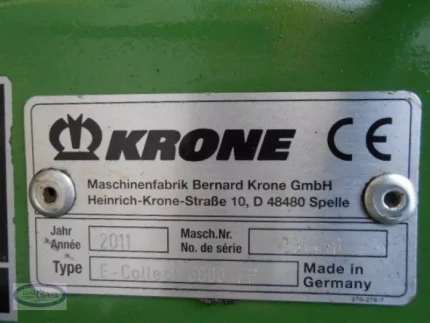 KRONE CE
Maschinenfabrik Bernard Krone GmbH
Heinrich-Krone-Straße 10, D 48480 Spelle
Jahr
Année 2011
Masch.Nr.
No. de série
Type
Made in
Germany